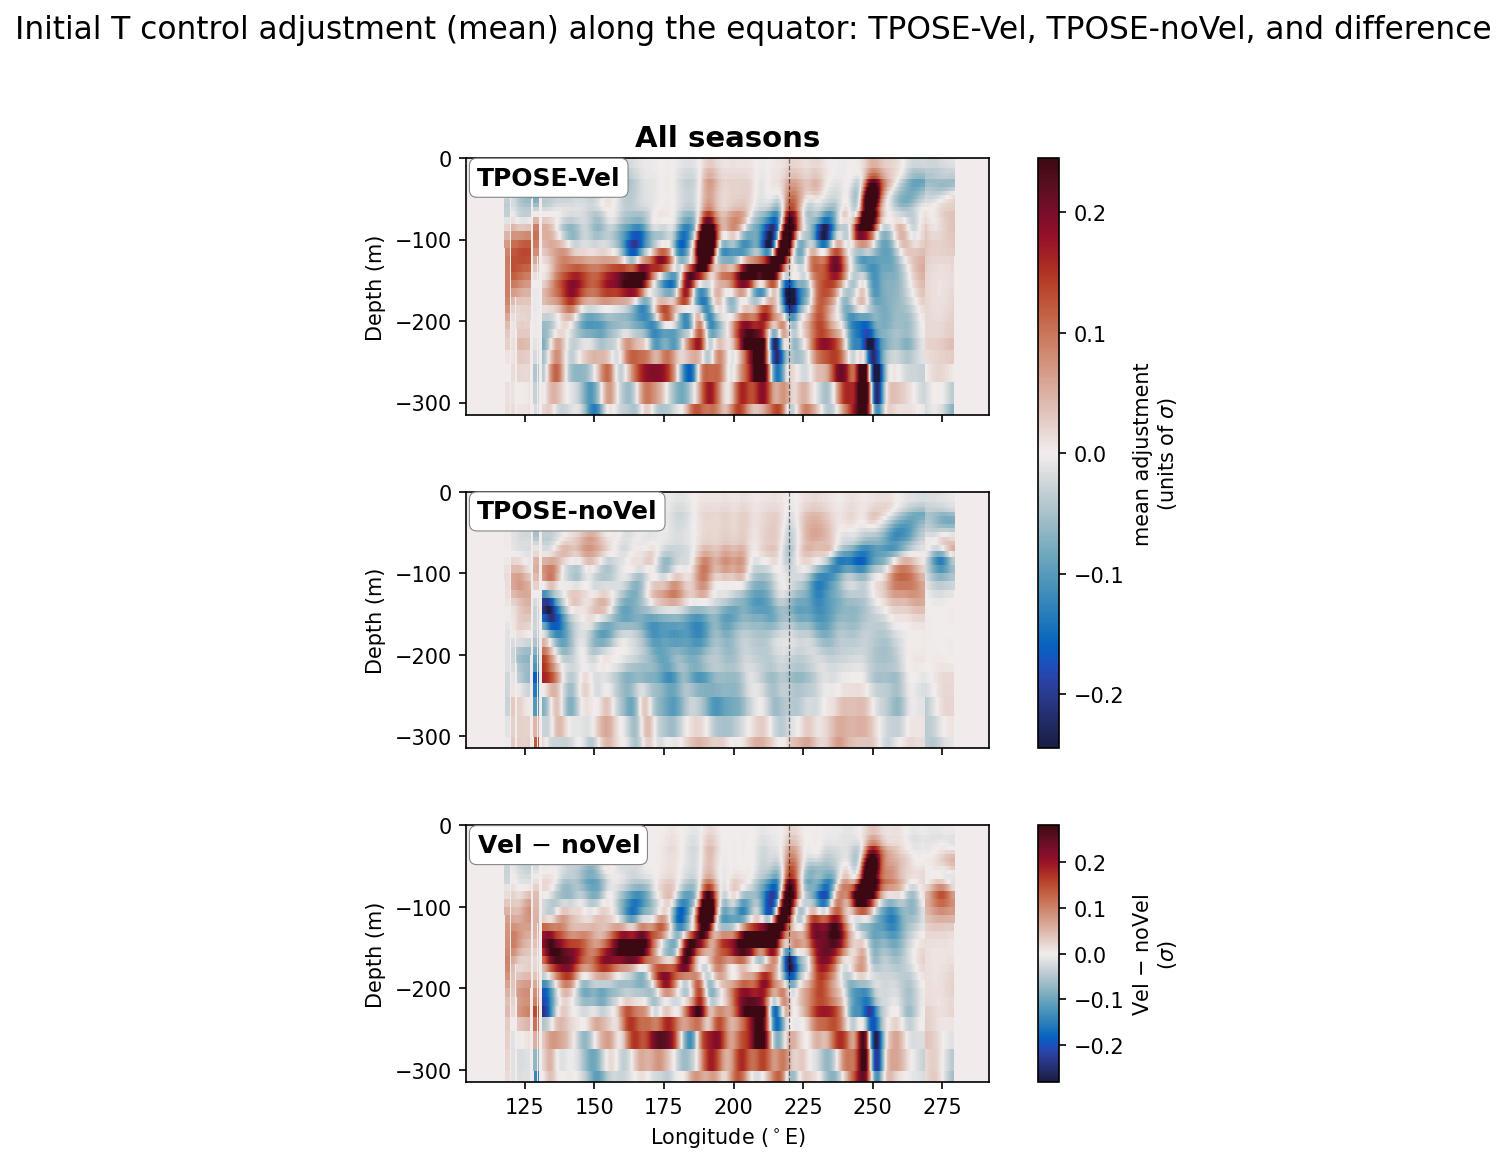 Initial T control adjustment (mean) along the equator: TPOSE-Vel, TPOSE-noVel, and difference
All seasons
TPOSE-Vel
0
−100
−200
−300
Depth (m)
TPOSE-noVel
0
−100
−200
−300
Depth (m)
0.2
0.1
0.0
−0.1
−0.2
mean adjustment
(units of σ)
Vel − noVel
0
−100
−200
−300
Depth (m)
125 150 175 200 225 250 275
Longitude (°E)
0.2
0.1
0.0
−0.1
−0.2
Vel − noVel
(σ)